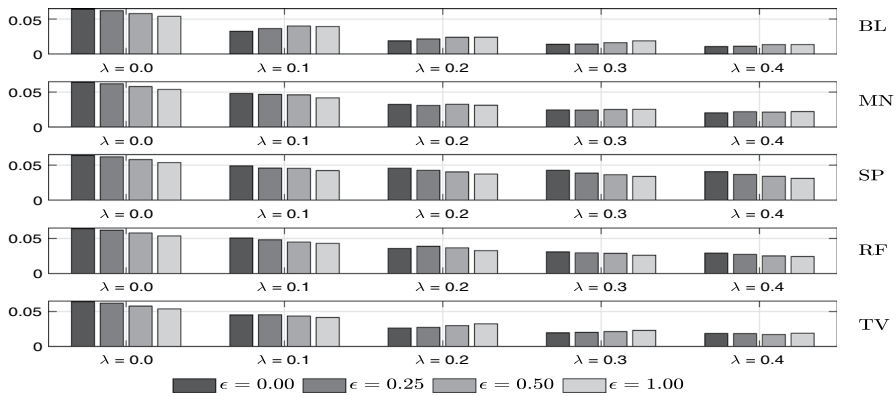 0.05
0
λ = 0.0 λ = 0.1 λ = 0.2 λ = 0.3 λ = 0.4
BL
0.05
0
λ = 0.0 λ = 0.1 λ = 0.2 λ = 0.3 λ = 0.4
MN
0.05
0
λ = 0.0 λ = 0.1 λ = 0.2 λ = 0.3 λ = 0.4
SP
0.05
0
λ = 0.0 λ = 0.1 λ = 0.2 λ = 0.3 λ = 0.4
RF
0.05
0
λ = 0.0 λ = 0.1 λ = 0.2 λ = 0.3 λ = 0.4
TV
ϵ = 0.00 ϵ = 0.25 ϵ = 0.50 ϵ = 1.00